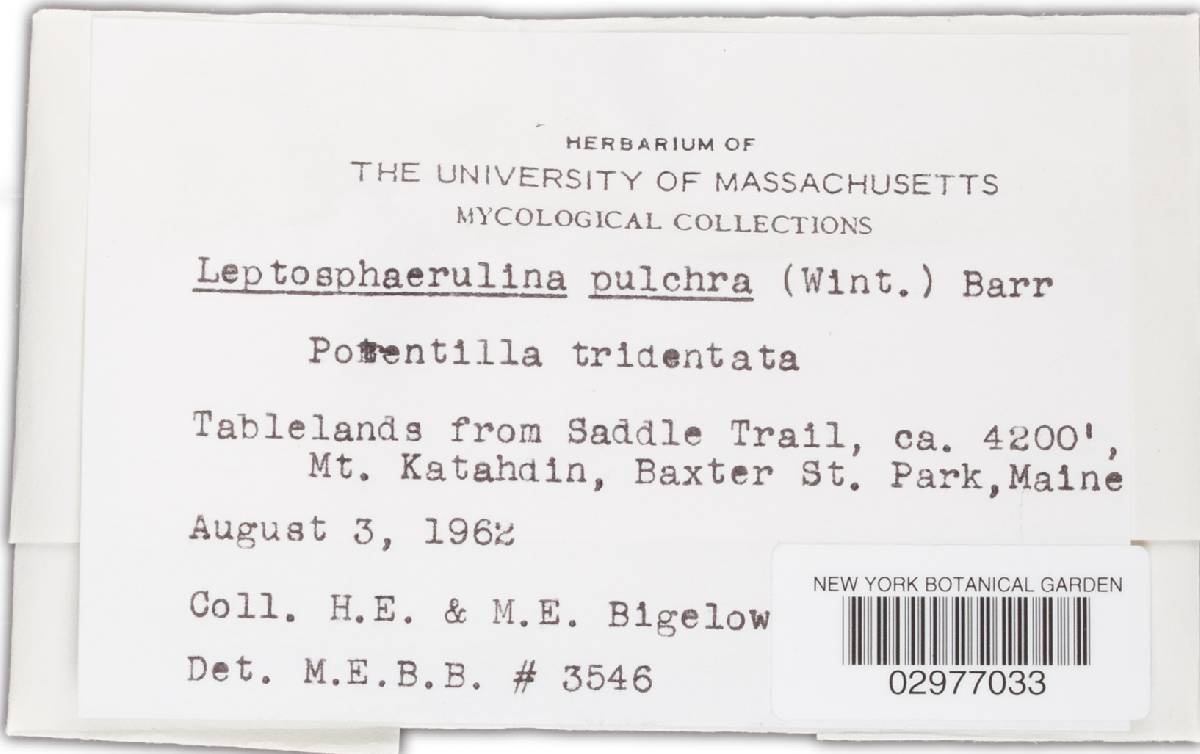 HERBARIUM OF
THE UNIVERSITY OF MASSACHUSETTS
MYCOLOGICAL COLLECTIONS
Leptosphaerulina pulchra (Wint.) Barr
Potentilla tridentata
Tablelands from Saddle Trail, ca. 4200',
Mt. Katahdin, Baxter St. Park, Maine
August 3, 1962
Coll. H.E. & M.E. Bigelow
Det. M.E.B.B. # 3546
NEW YORK BOTANICAL GARDEN
02977033